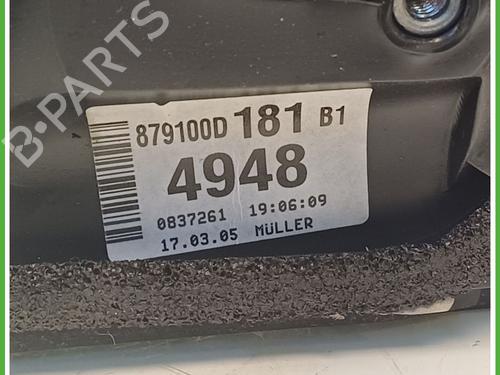 B-PARTS
879100D 181 B1
4948
0837261 19:06:09
17.03.05 MÜLLER